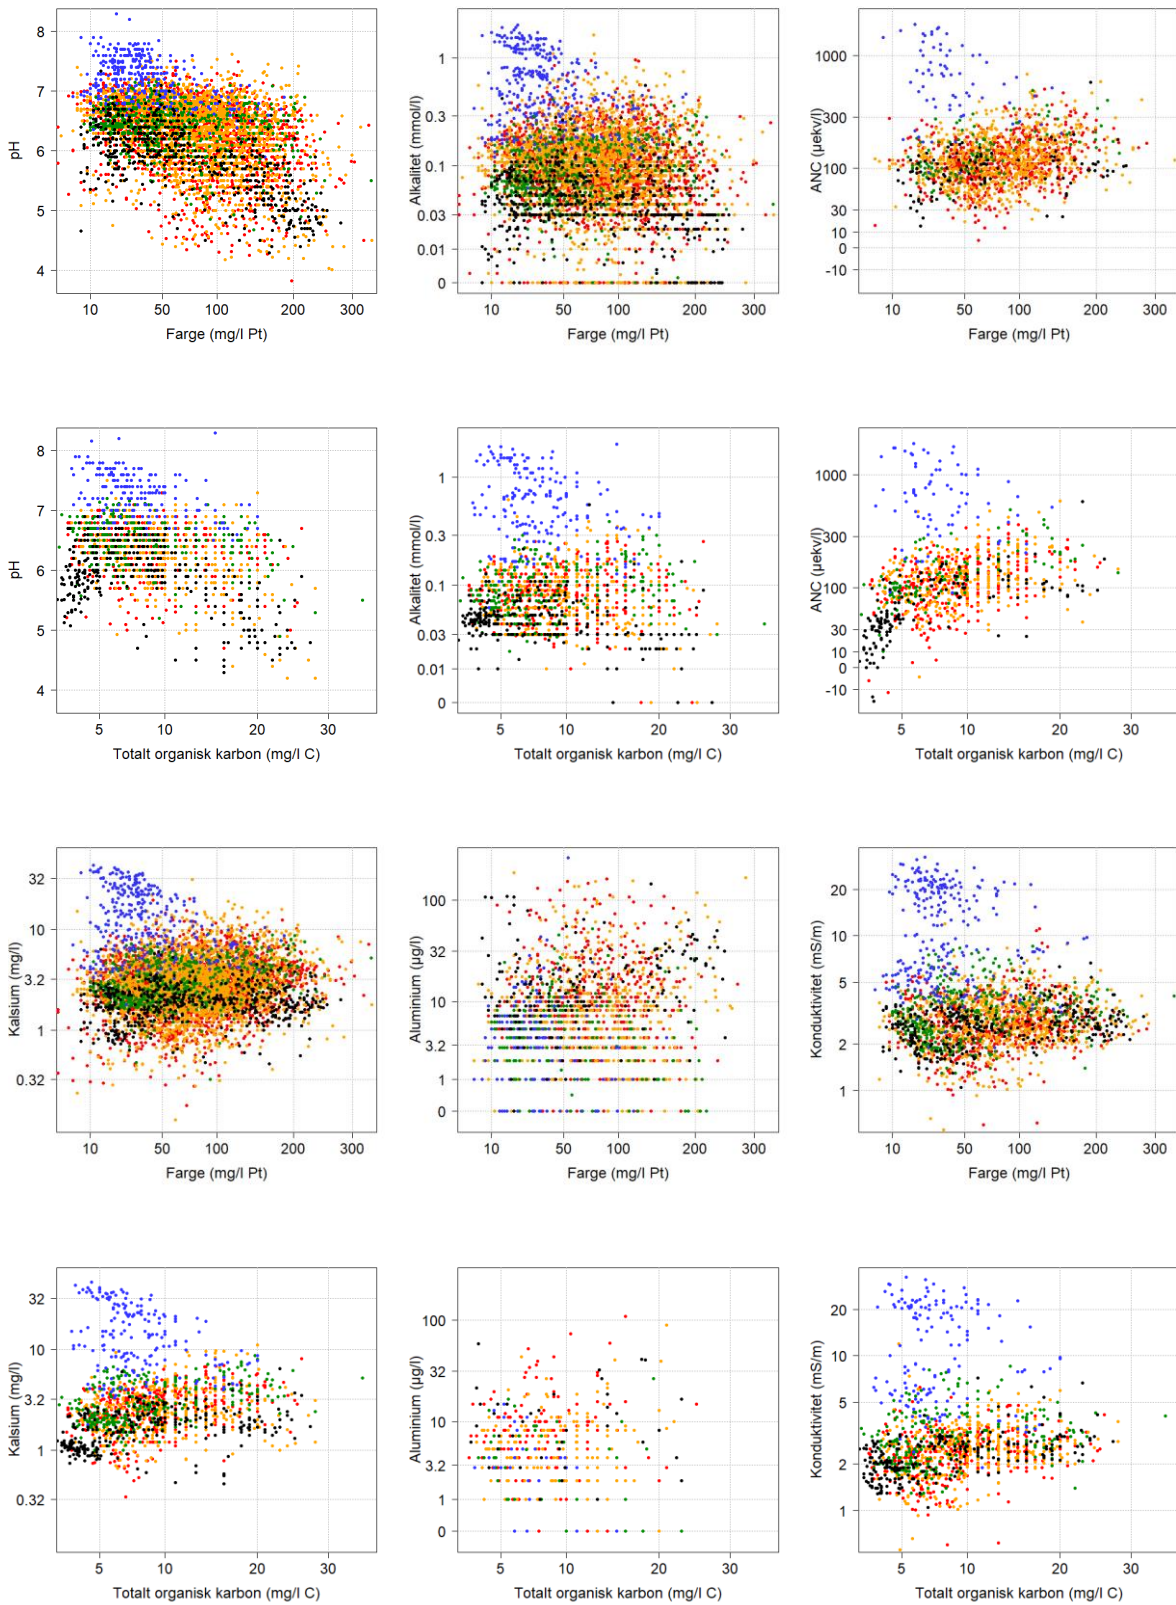 8
7
6
5
4
pH
10 50 100 200 300
Farge (mg/l Pt)
1
0.3
0.1
0.03
0.01
0
Alkalitet (mmol/l)
10 50 100 200 300
Farge (mg/l Pt)
1000
300
100
30
10
0
-10
ANC (µekv/l)
10 50 100 200 300
Farge (mg/l Pt)
8
7
6
5
4
pH
5 10 20 30
Totalt organisk karbon (mg/l C)
1
0.3
0.1
0.03
0.01
0
Alkalitet (mmol/l)
5 10 20 30
Totalt organisk karbon (mg/l C)
1000
300
100
30
10
0
-10
ANC (µekv/l)
5 10 20 30
Totalt organisk karbon (mg/l C)
32
10
3.2
1
0.32
Kalsium (mg/l)
10 50 100 200 300
Farge (mg/l Pt)
100
32
10
3.32
1
0
Aluminium (µg/l)
10 50 100 200 300
Farge (mg/l Pt)
20
10
5
2
1
Konduktivitet (mS/m)
10 50 100 200 300
Farge (mg/l Pt)
32
10
3.2
1
0.32
Kalsium (mg/l)
5 10 20 30
Totalt organisk karbon (mg/l C)
100
32
10
3.32
1
0
Aluminium (µg/l)
5 10 20 30
Totalt organisk karbon (mg/l C)
20
10
5
2
1
Konduktivitet (mS/m)
5 10 20 30
Totalt organisk karbon (mg/l C)